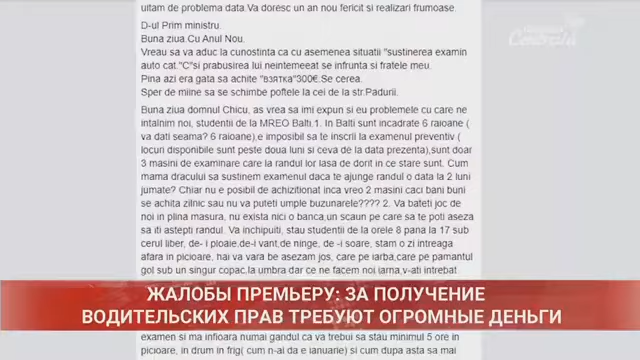 uitam de problema data.Va doresc un an nou fericit si realizari frumoase.
D-ul Prim ministru.
Buna ziua.Cu Anul Nou.
Vreau sa va aduc la cunostinta ca cu asemenea situatii "sustinerea examin
auto cat."C"si prabusirea lui neintemeeat se infrunta si fratele meu.
Pina azi era gata sa achite "взятка"300€.Se cerea.
Sper de miine sa se schimbe poftele la cei de la str.Padurii.
Buna ziua domnul Chicu, as vrea sa imi expun si eu problemele cu care ne
intalnim noi, studentii de la MREO Balti.1. In Balti sunt incadrate 6 raioane (
va dati seama? 6 raioane),e imposibil sa te inscrii la examenul preventiv (
locuri disponibile sunt peste doua luni si ceva de la data prezenta),sunt doar
3 masini de examinare care la randul lor lasa de dorit in ce stare sunt. Cum
mama dracului sa sustinem examenul daca te ajunge randul o data la 2 luni
jumate? Chiar nu e posibil de achizitionat inca vreo 2 masini caci bani buni
se achita zilnic sau nu va puteti umple buzunarele???? 2. Va bateti joc de
noi in plina masura, nu exista nici o banca,un scaun pe care sa te poti aseza
sa iti astepti randul. Va inchipuiti, stau studentii de la orele 8 pana la 17 sub
cerul liber, de- i ploaie,de-i vant,de ninge, de -i soare, stam o zi intreaga
afara in picioare, hai va vara be asezam jos, care pe iarba,care pe pamantul
gol sub un singur copac,la umbra dar ce ne facem noi iarna,v-ati intrebat
ЖАЛОБЫ ПРЕМЬЕРУ: ЗА ПОЛУЧЕНИЕ
ВОДИТЕЛЬСКИХ ПРАВ ТРЕБУЮТ ОГРОМНЫЕ ДЕНЬГИ
examen si ma infioara numai gandul ca va trebui sa stau minimum 5 ore in
picioare, in drum in frig( cum n-ai da e ianuarie) si cum dupa asta sa mai